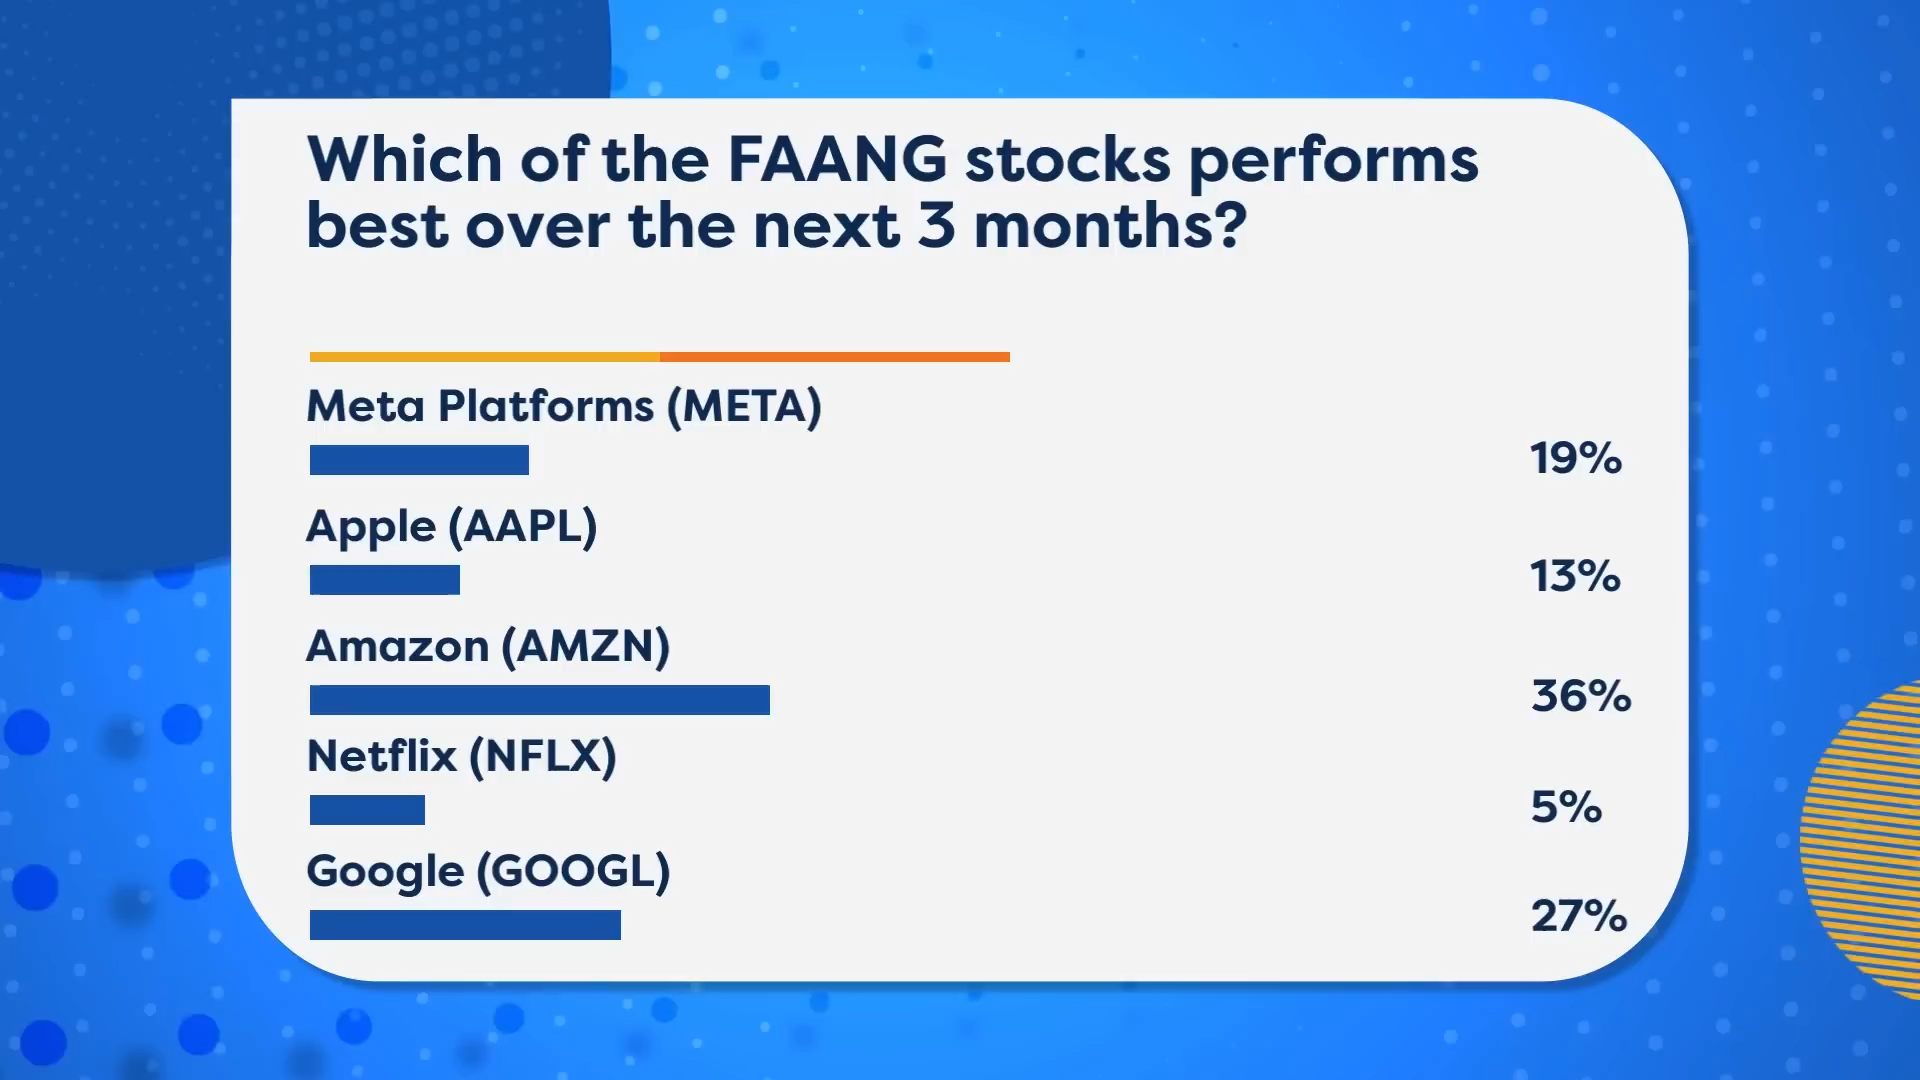 Which of the FAANG stocks performs
best over the next 3 months?
Meta Platforms (META)
19%
Apple (AAPL)
13%
Amazon (AMZN)
36%
Netflix (NFLX)
5%
Google (GOOGL)
27%